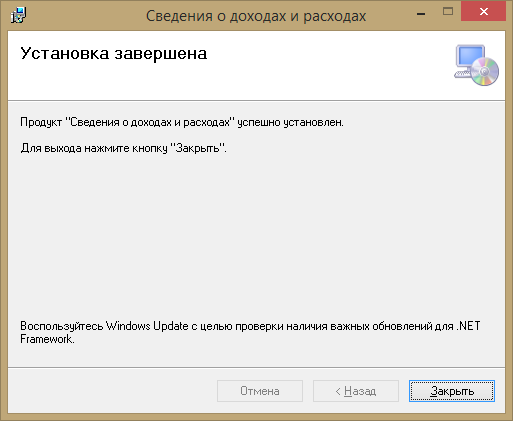 Сведения о доходах и расходах
Установка завершена
Продукт "Сведения о доходах и расходах" успешно установлен.
Для выхода нажмите кнопку "Закрыть".
Воспользуйтесь Windows Update с целью проверки наличия важных обновлений для .NET
Framework.
Отмена
< Назад
Закрыть